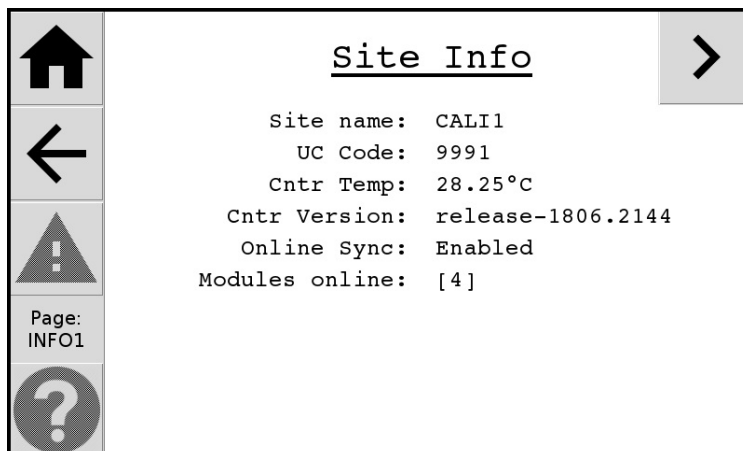 Site Info
Site name: CALI1
UC Code: 9991
Cntr Temp: 28.25°C
Cntr Version: release-1806.2144
Online Sync: Enabled
Modules online: [4]
Page:
INFO1